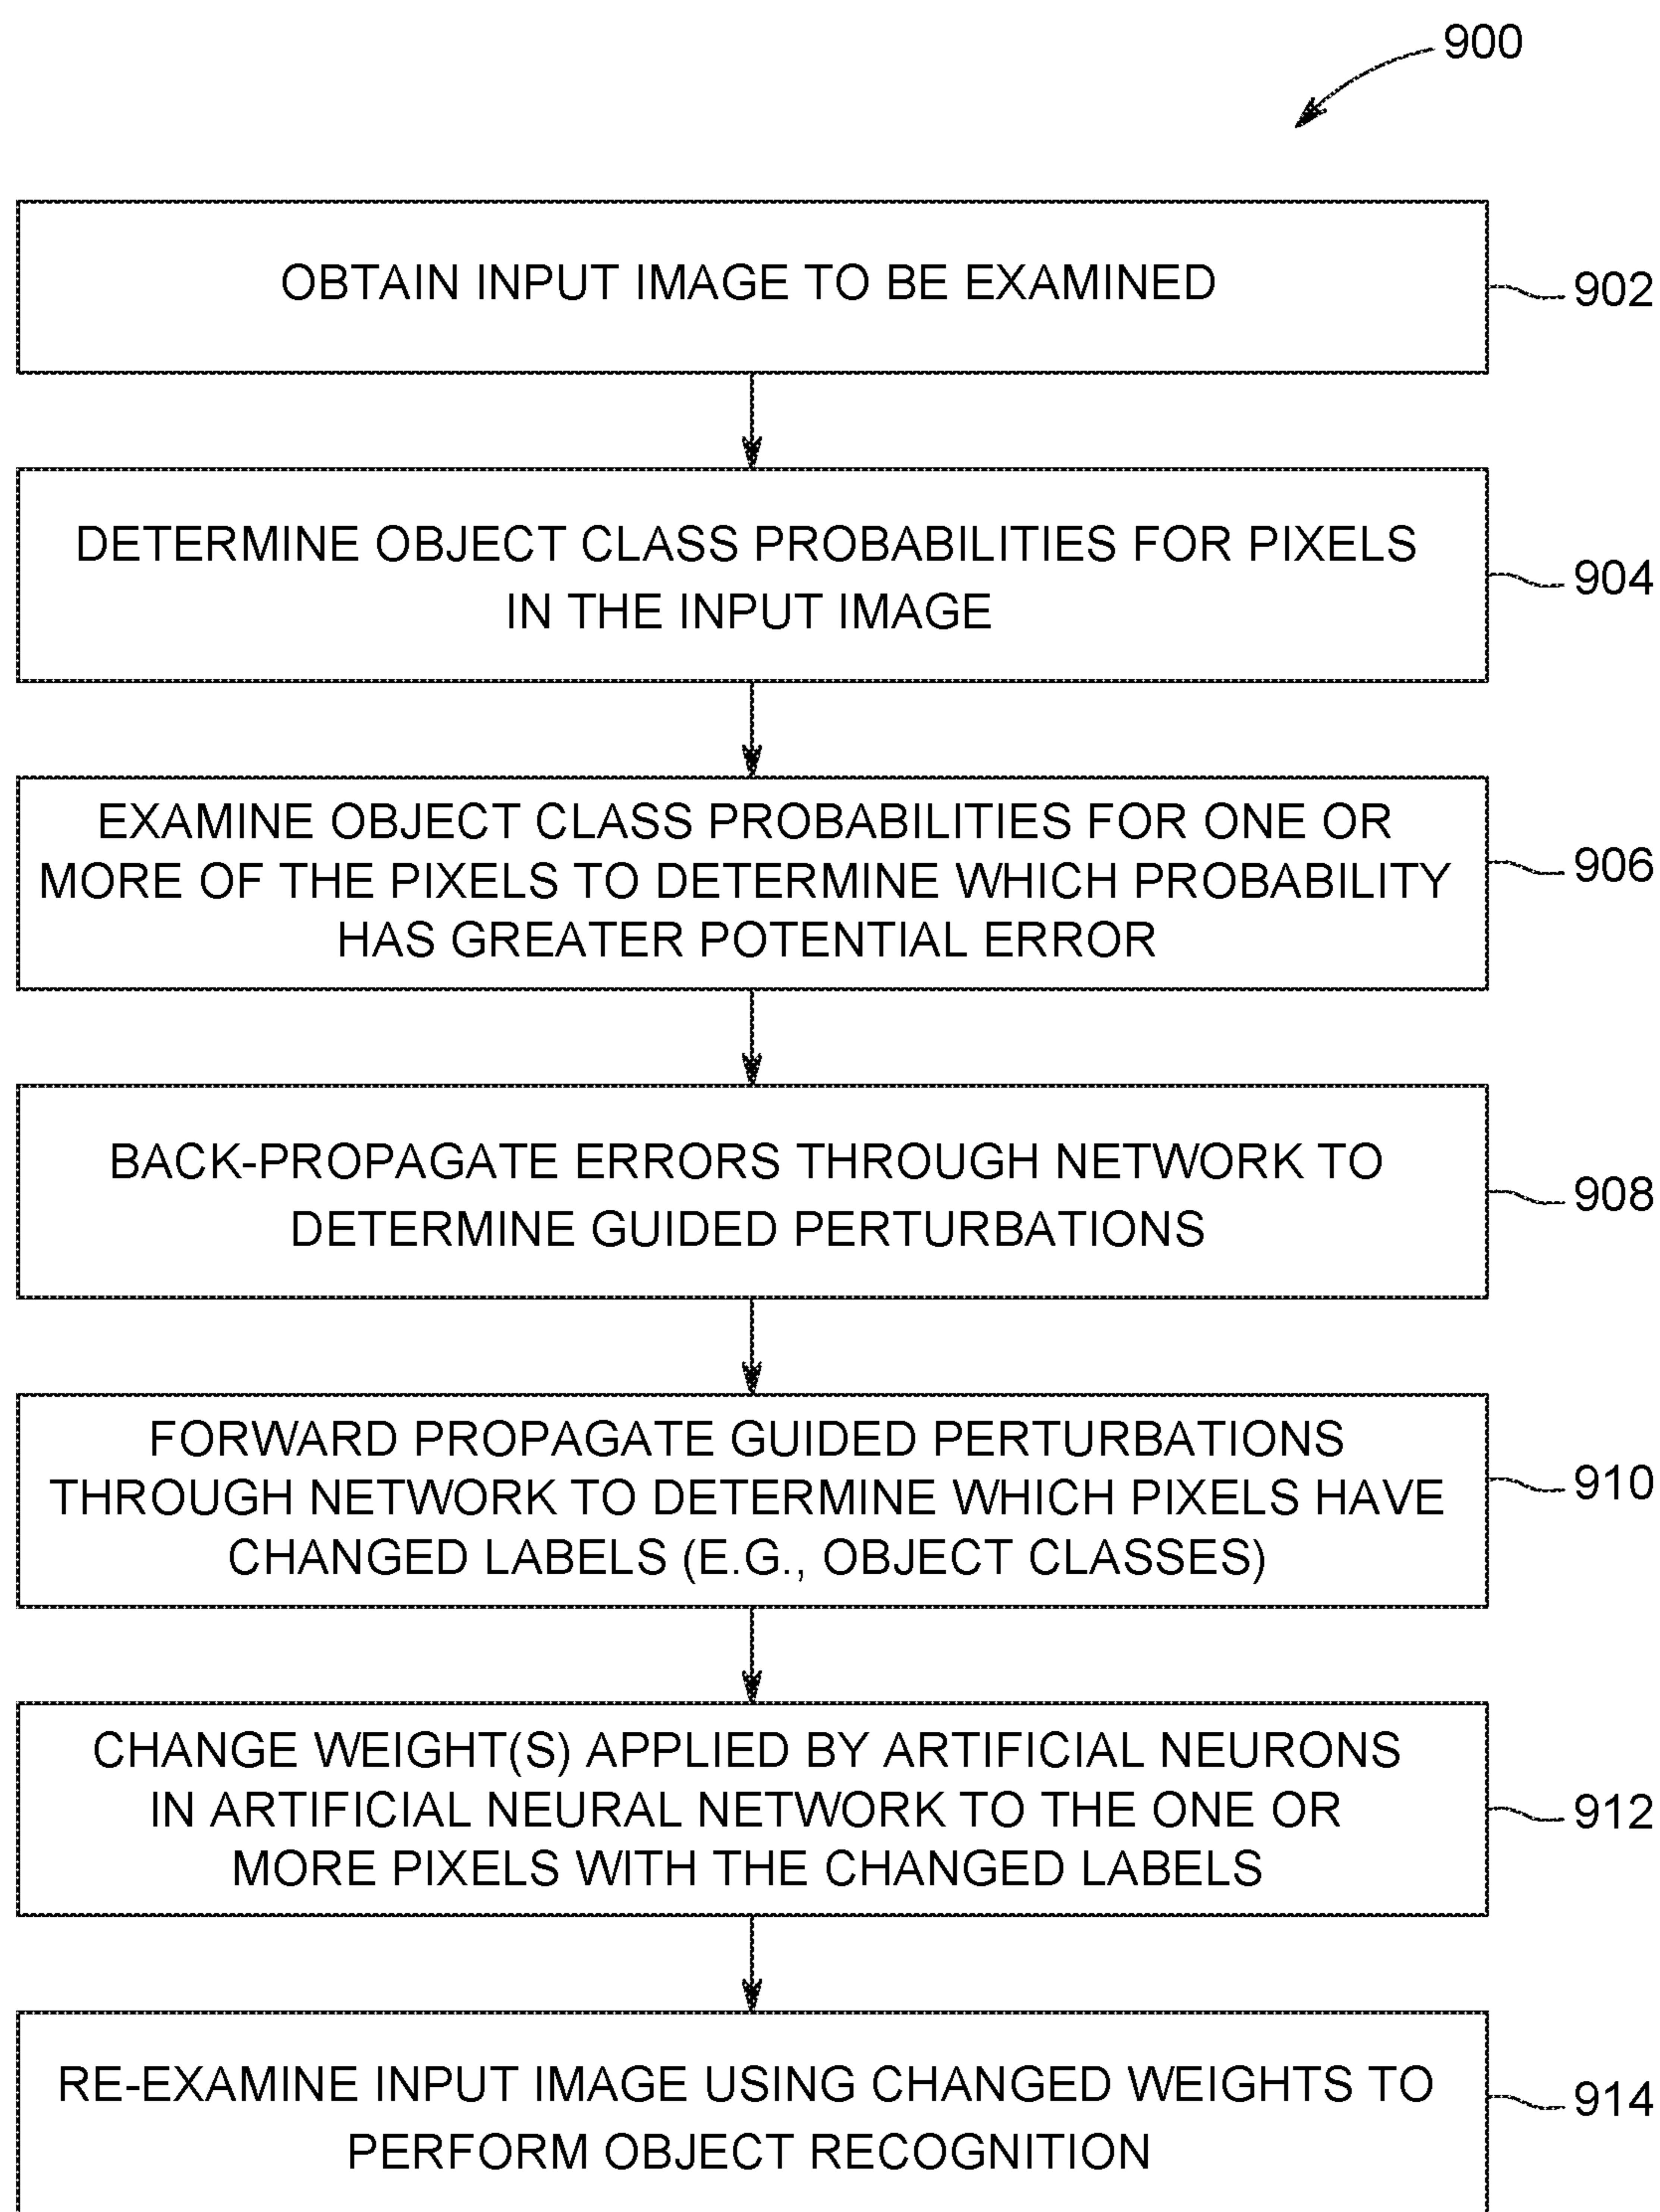 900
OBTAIN INPUT IMAGE TO BE EXAMINED
902
DETERMINE OBJECT CLASS PROBABILITIES FOR PIXELS
IN THE INPUT IMAGE
904
EXAMINE OBJECT CLASS PROBABILITIES FOR ONE OR
MORE OF THE PIXELS TO DETERMINE WHICH PROBABILITY
HAS GREATER POTENTIAL ERROR
906
BACK-PROPAGATE ERRORS THROUGH NETWORK TO
DETERMINE GUIDED PERTURBATIONS
908
FORWARD PROPAGATE GUIDED PERTURBATIONS
THROUGH NETWORK TO DETERMINE WHICH PIXELS HAVE
CHANGED LABELS (E.G., OBJECT CLASSES)
910
CHANGE WEIGHT(S) APPLIED BY ARTIFICIAL NEURONS
IN ARTIFICIAL NEURAL NETWORK TO THE ONE OR
MORE PIXELS WITH THE CHANGED LABELS
912
RE-EXAMINE INPUT IMAGE USING CHANGED WEIGHTS TO
PERFORM OBJECT RECOGNITION
914